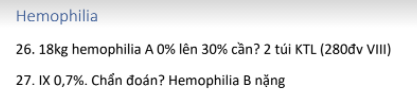 Hemophilia
26. 18kg hemophilia A 0% lên 30% cần? 2 túi KTL (280đv VIII)
27. IX 0,7%. Chẩn đoán? Hemophilia B nặng